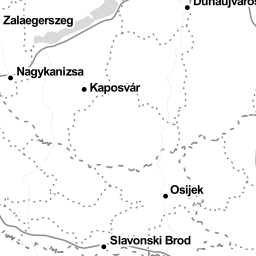 Dunaújváros
Zalaegerszeg
Nagykanizsa
Kaposvár
Osijek
Slavonski Brod